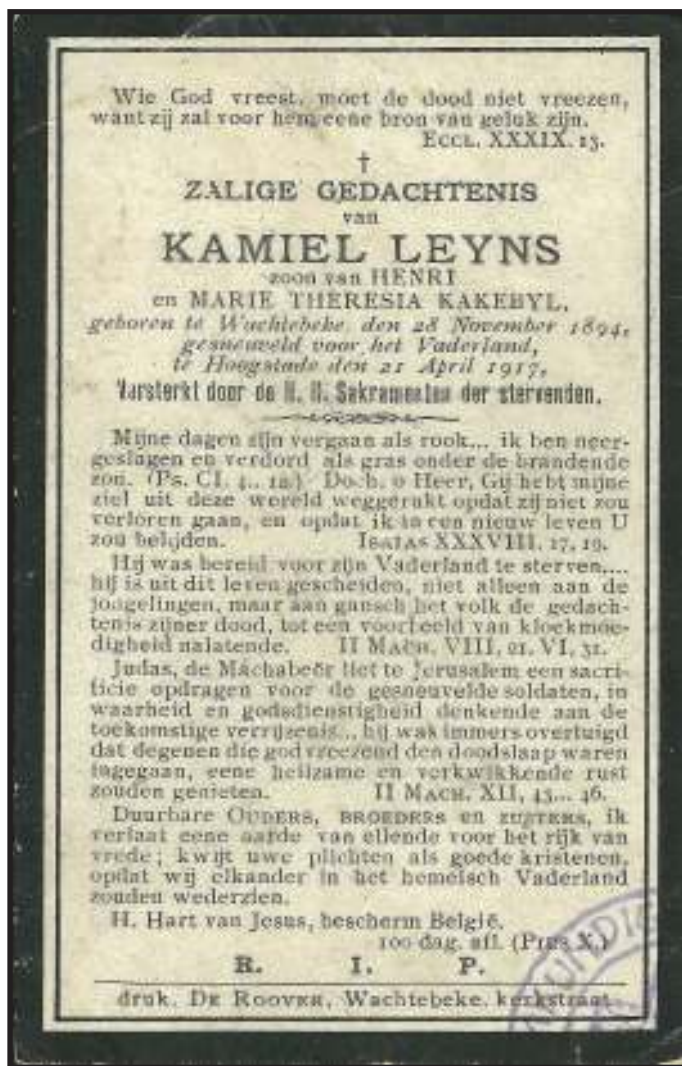 Wie God vreest, moet de dood niet vreezen,
want zij zal voor hem eene bron van geluk zijn.
ECCL. XXXIX. 13.
†
ZALIGE GEDACHTENIS
van
KAMIEL LEYNS
zoon van HENRI
en MARIE THERESIA KAKEBYL,
geboren te Wachtebeke den 28 November 1894,
gesneuveld voor het Vaderland,
te Hoogstade den 21 April 1917,
Versterkt door de H. H. Sakramenten der stervenden.
Mijne dagen zijn vergaan als rook... ik ben neer-
geslagen en verdord als gras onder de brandende
zon. (Ps. CI. 4.. 12.) Doch, o Heer, Gij hebt mijne
ziel uit deze wereld weggerukt opdat zij niet zou
verloren gaan, en opdat ik in een nieuw leven U
zou belijden. ISAIAS XXXVIII, 17, 19.
Hij was bereid voor zijn Vaderland te sterven....
hij is uit dit leven gescheiden, niet alleen aan de
jongelingen, maar aan gansch het volk de gedach-
tenis zijner dood, tot een voorbeeld van kloekmoe-
digheid nalatende. II MACH. VIII, 21. VI, 31.
Judas, de Machabeër liet te Jerusalem een sacri-
ficie opdragen voor de gesneuvelde soldaten, in
waarheid en godsdienstigheid denkende aan de
toekomstige verrijzenis... hij was immers overtuigd
dat degenen die godvreezend den doodslaap waren
ingegaan, eene heilzame en verkwikkende rust
zouden genieten. II MACH. XII, 43... 46.
Duurbare OUDERS, BROEDERS en ZUSTERS, ik
verlaat eene aarde van ellende voor het rijk van
vrede; kwijt uwe plichten als goede kristenen,
opdat wij elkander in het hemelsch Vaderland
zouden wederzien.
H. Hart van Jesus, bescherm België.
100 dag. afl. (PIUS X.)
R. I. P.
druk. DE ROOVER, Wachtebeke. kerkstraat